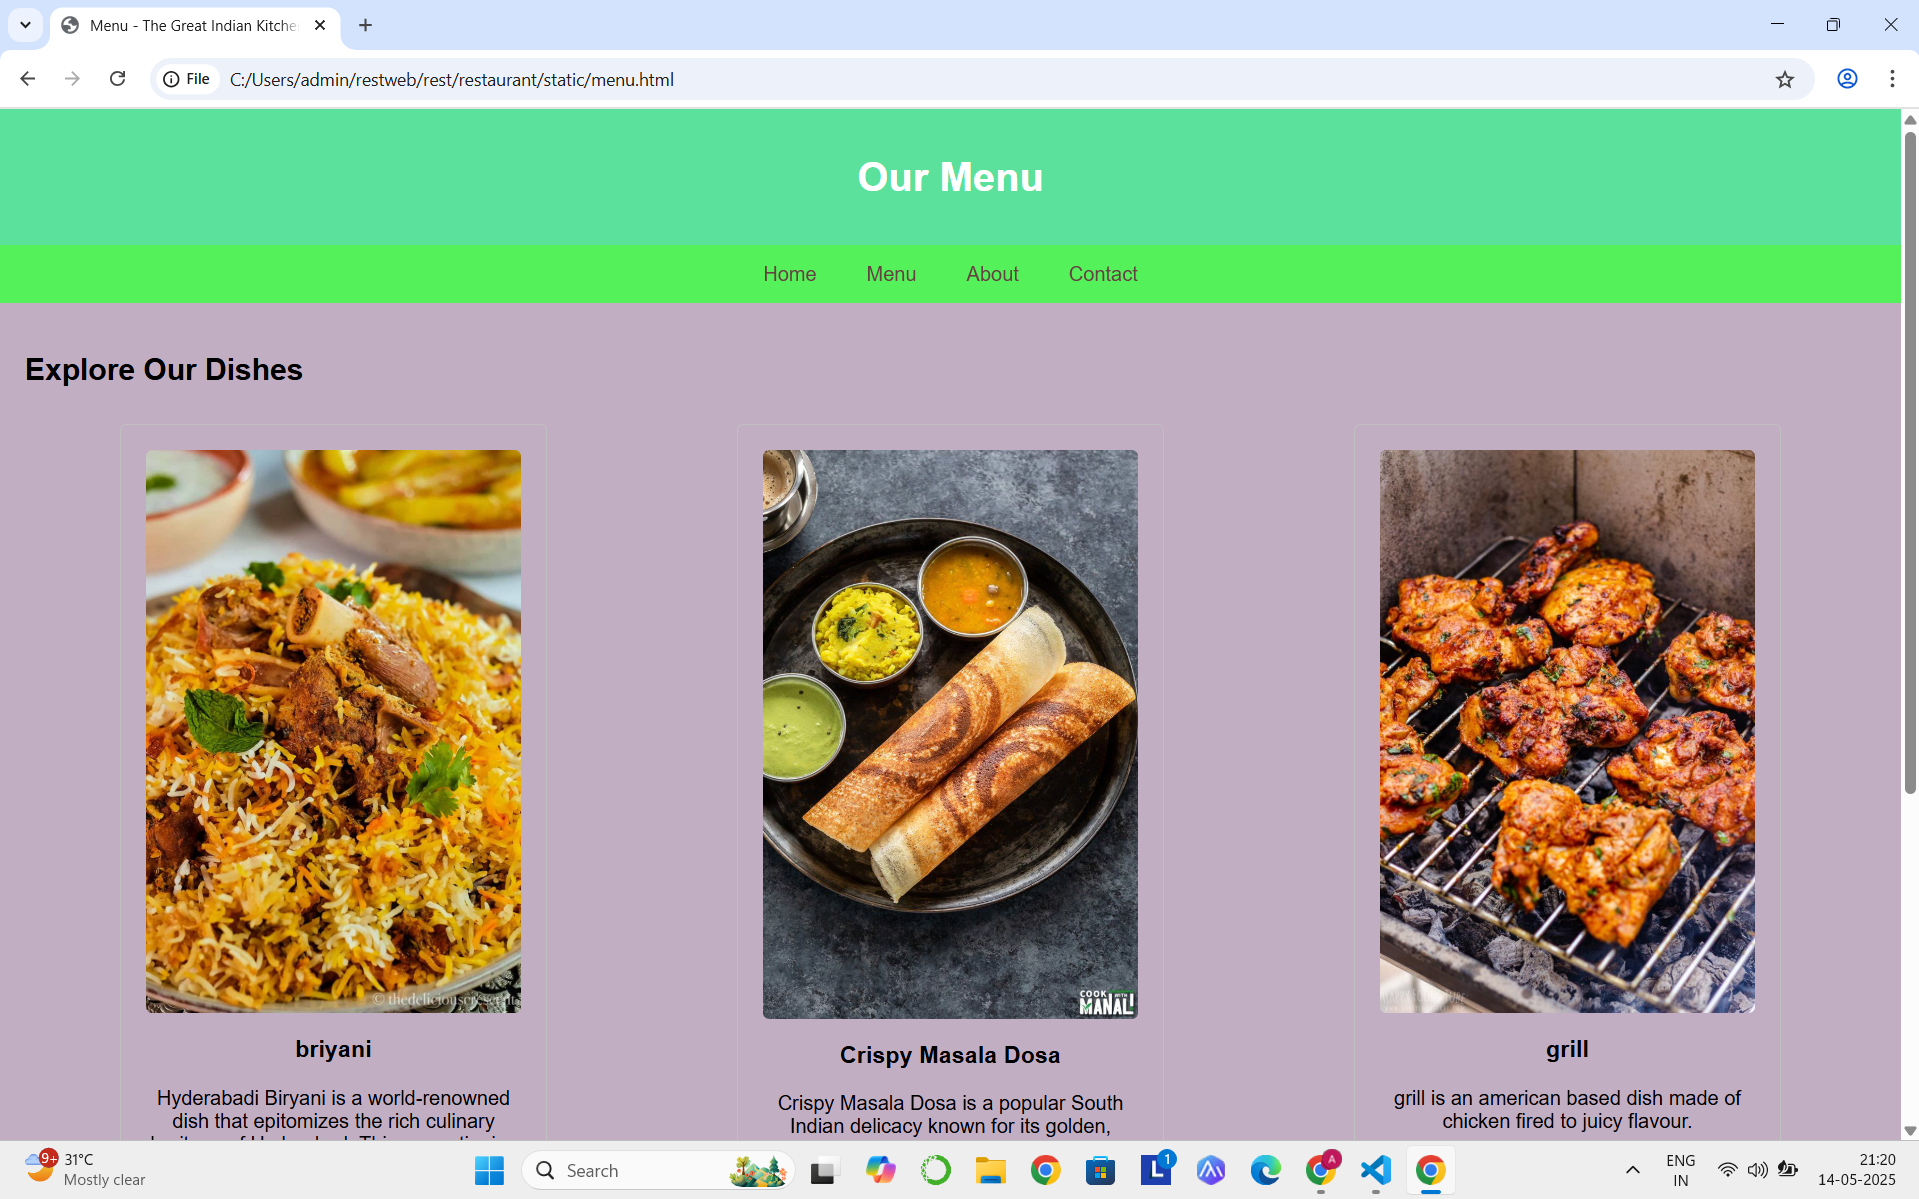 Menu - The Great Indian Kitche
File
C:/Users/admin/restweb/rest/restaurant/static/menu.html
Our Menu
Home
Menu
About
Contact
Explore Our Dishes
COOK WITH
MANALI
briyani
Hyderabadi Biryani is a world-renowned
dish that epitomizes the rich culinary
Crispy Masala Dosa
Crispy Masala Dosa is a popular South
Indian delicacy known for its golden,
grill
grill is an american based dish made of
chicken fired to juicy flavour.
9+
31°C
Mostly clear
Search
L
1
A
ENG
IN
21:20
14-05-2025